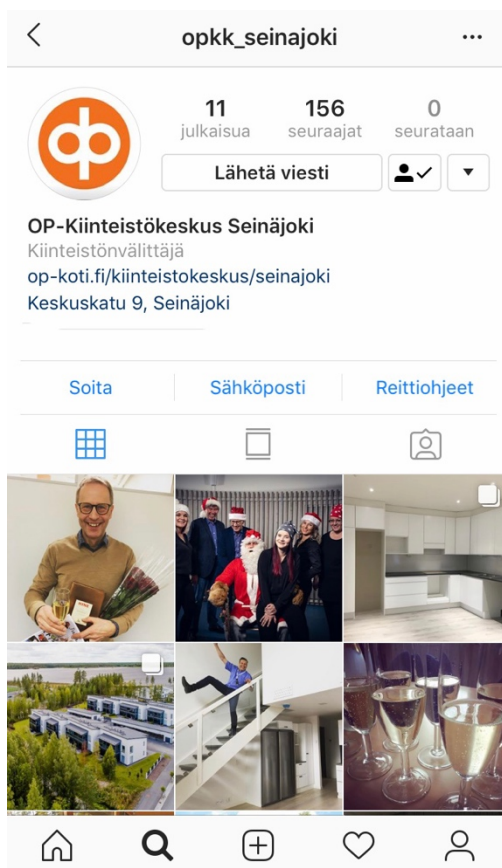 opkk_seinajoki
11 156 0
julkaisua seuraajat seurataan
Lähetä viesti
OP-Kiinteistökeskus Seinäjoki
Kiinteistönvälittäjä
op-koti.fi/kiinteistokeskus/seinajoki
Keskuskatu 9, Seinäjoki
Soita Sähköposti Reittiohjeet